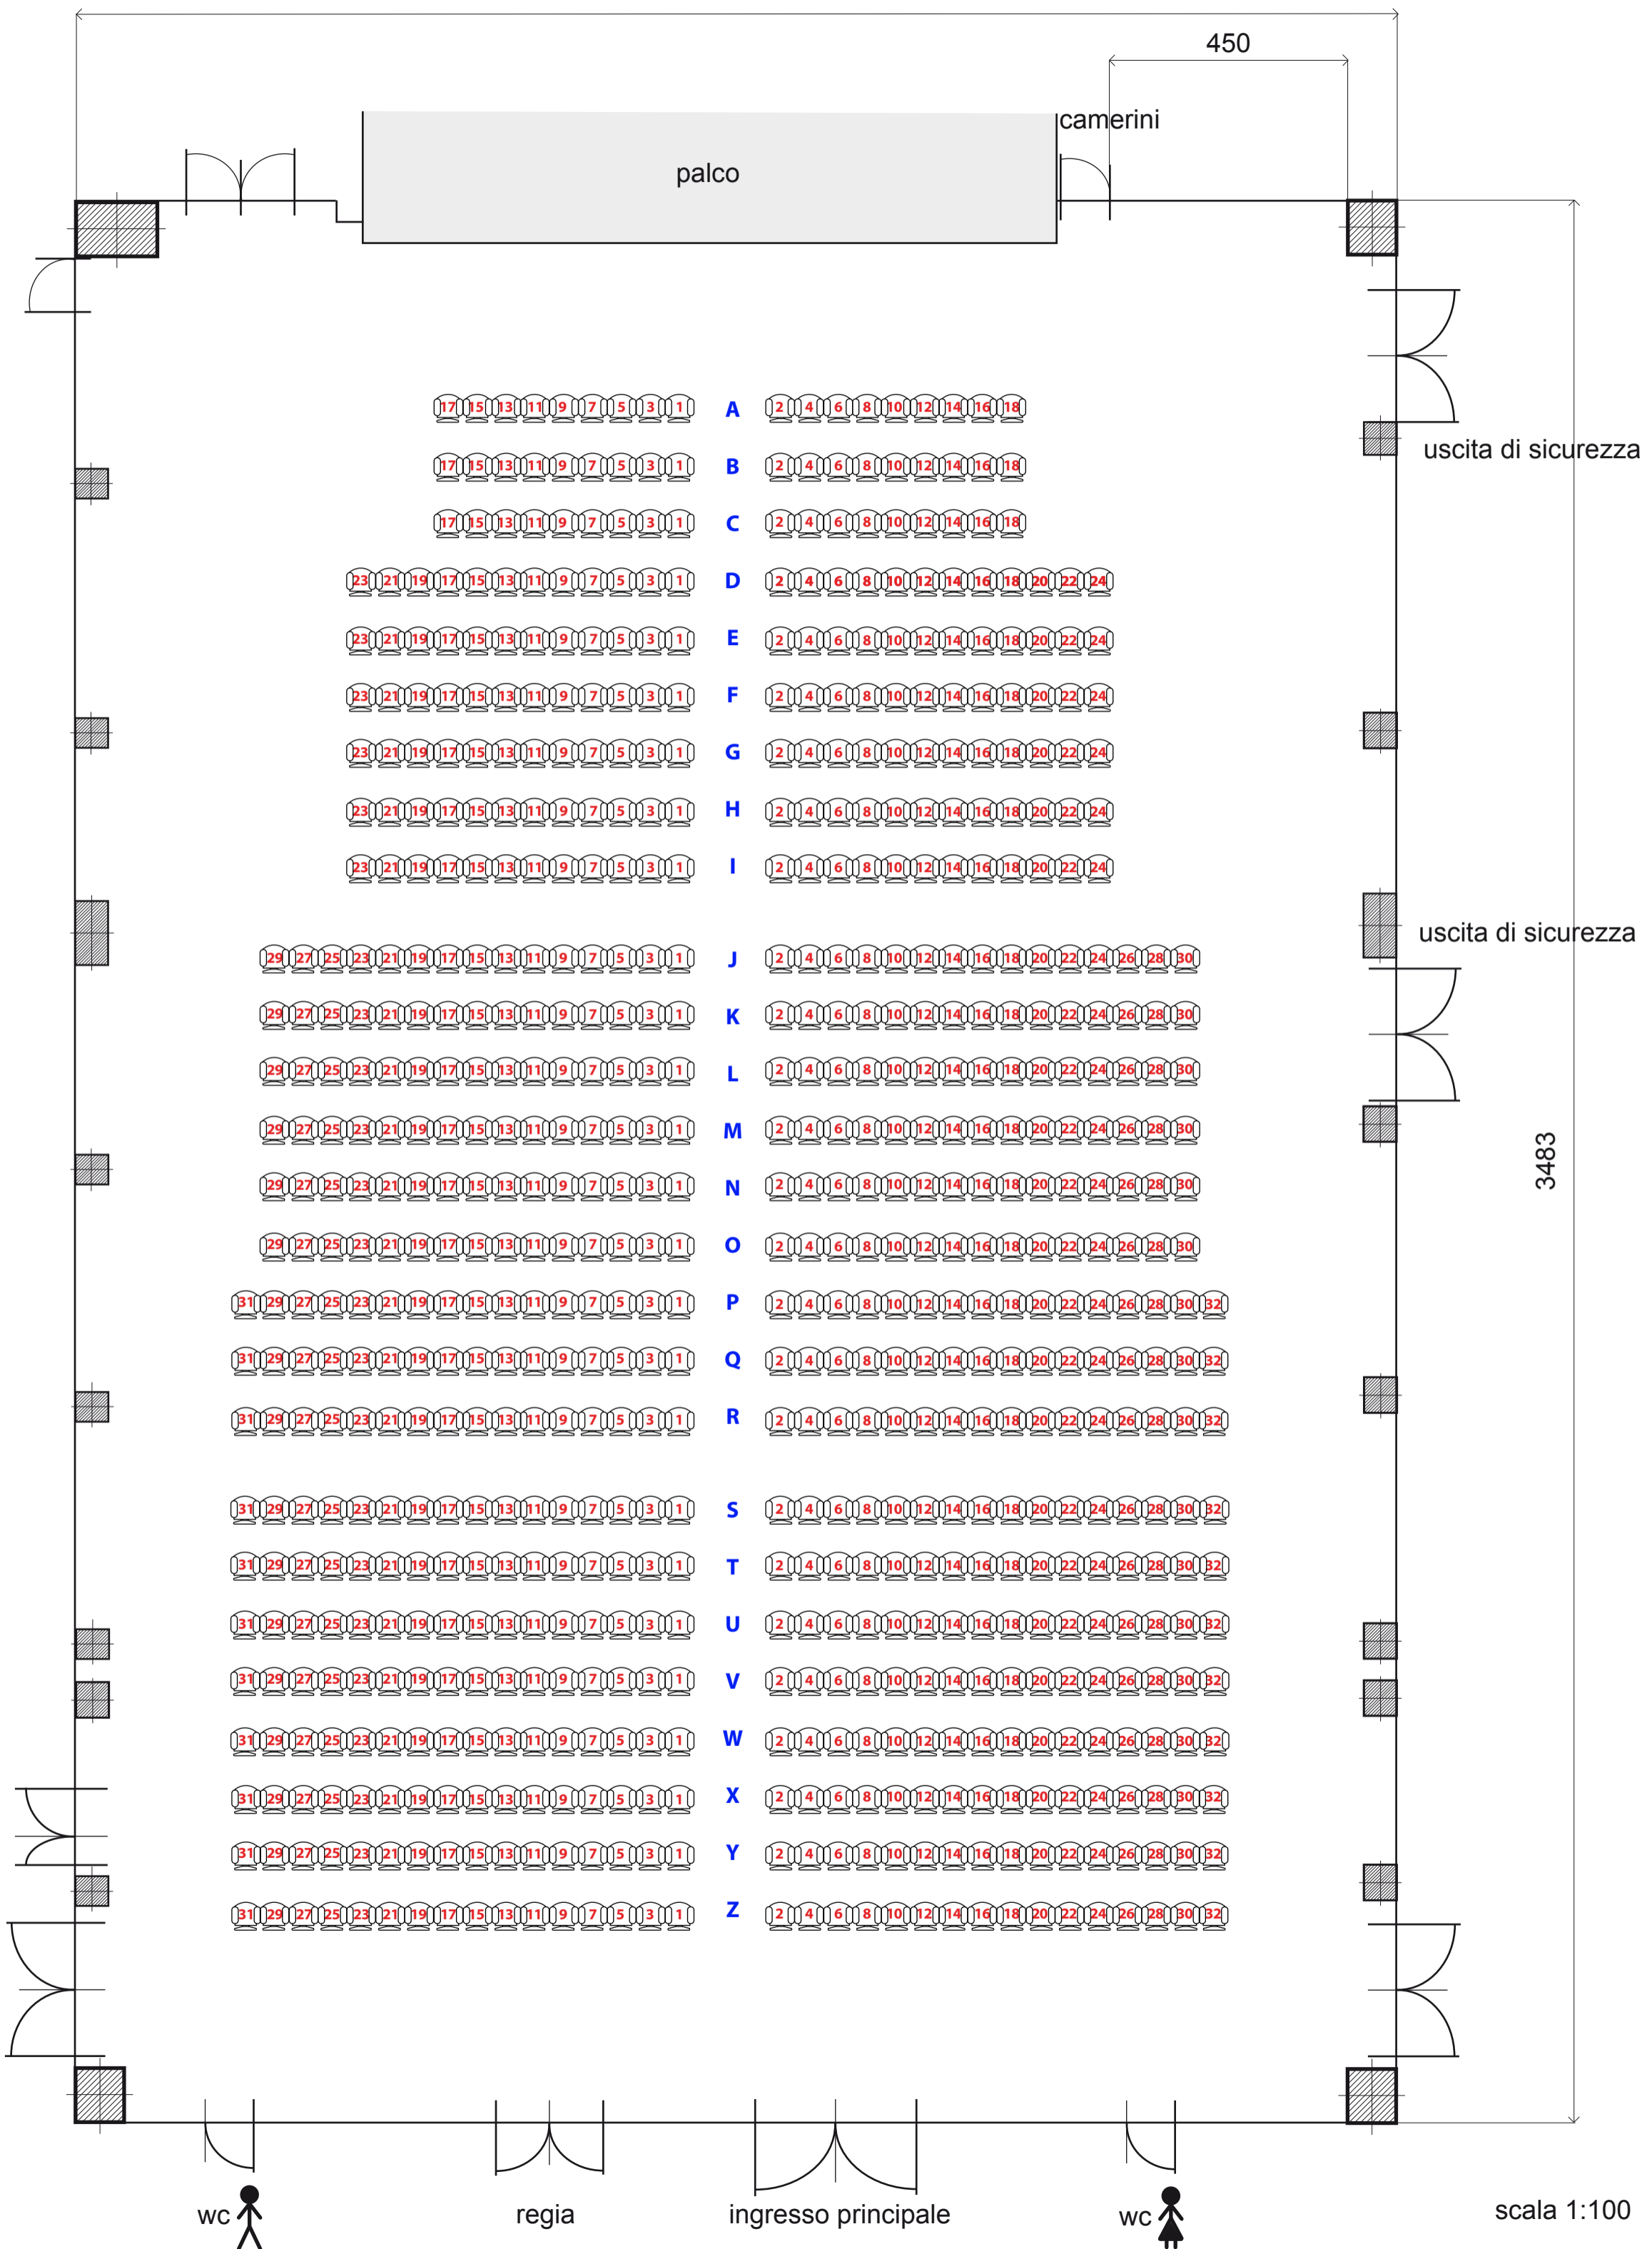 450
camerini
palco
17 15 13 11 9 7 5 3 1 A 2 4 6 8 10 12 14 16 18
uscita di sicurezza
17 15 13 11 9 7 5 3 1 B 2 4 6 8 10 12 14 16 18
17 15 13 11 9 7 5 3 1 C 2 4 6 8 10 12 14 16 18
23 21 19 17 15 13 11 9 7 5 3 1 D 2 4 6 8 10 12 14 16 18 20 22 24
23 21 19 17 15 13 11 9 7 5 3 1 E 2 4 6 8 10 12 14 16 18 20 22 24
23 21 19 17 15 13 11 9 7 5 3 1 F 2 4 6 8 10 12 14 16 18 20 22 24
23 21 19 17 15 13 11 9 7 5 3 1 G 2 4 6 8 10 12 14 16 18 20 22 24
23 21 19 17 15 13 11 9 7 5 3 1 H 2 4 6 8 10 12 14 16 18 20 22 24
23 21 19 17 15 13 11 9 7 5 3 1 I 2 4 6 8 10 12 14 16 18 20 22 24
uscita di sicurezza
29 27 25 23 21 19 17 15 13 11 9 7 5 3 1 J 2 4 6 8 10 12 14 16 18 20 22 24 26 28 30
29 27 25 23 21 19 17 15 13 11 9 7 5 3 1 K 2 4 6 8 10 12 14 16 18 20 22 24 26 28 30
29 27 25 23 21 19 17 15 13 11 9 7 5 3 1 L 2 4 6 8 10 12 14 16 18 20 22 24 26 28 30
29 27 25 23 21 19 17 15 13 11 9 7 5 3 1 M 2 4 6 8 10 12 14 16 18 20 22 24 26 28 30
3483
29 27 25 23 21 19 17 15 13 11 9 7 5 3 1 N 2 4 6 8 10 12 14 16 18 20 22 24 26 28 30
29 27 25 23 21 19 17 15 13 11 9 7 5 3 1 O 2 4 6 8 10 12 14 16 18 20 22 24 26 28 30
31 29 27 25 23 21 19 17 15 13 11 9 7 5 3 1 P 2 4 6 8 10 12 14 16 18 20 22 24 26 28 30 32
31 29 27 25 23 21 19 17 15 13 11 9 7 5 3 1 Q 2 4 6 8 10 12 14 16 18 20 22 24 26 28 30 32
31 29 27 25 23 21 19 17 15 13 11 9 7 5 3 1 R 2 4 6 8 10 12 14 16 18 20 22 24 26 28 30 32
31 29 27 25 23 21 19 17 15 13 11 9 7 5 3 1 S 2 4 6 8 10 12 14 16 18 20 22 24 26 28 30 32
31 29 27 25 23 21 19 17 15 13 11 9 7 5 3 1 T 2 4 6 8 10 12 14 16 18 20 22 24 26 28 30 32
31 29 27 25 23 21 19 17 15 13 11 9 7 5 3 1 U 2 4 6 8 10 12 14 16 18 20 22 24 26 28 30 32
31 29 27 25 23 21 19 17 15 13 11 9 7 5 3 1 V 2 4 6 8 10 12 14 16 18 20 22 24 26 28 30 32
31 29 27 25 23 21 19 17 15 13 11 9 7 5 3 1 W 2 4 6 8 10 12 14 16 18 20 22 24 26 28 30 32
31 29 27 25 23 21 19 17 15 13 11 9 7 5 3 1 X 2 4 6 8 10 12 14 16 18 20 22 24 26 28 30 32
31 29 27 25 23 21 19 17 15 13 11 9 7 5 3 1 Y 2 4 6 8 10 12 14 16 18 20 22 24 26 28 30 32
31 29 27 25 23 21 19 17 15 13 11 9 7 5 3 1 Z 2 4 6 8 10 12 14 16 18 20 22 24 26 28 30 32
wc regia ingresso principale wc scala 1:100